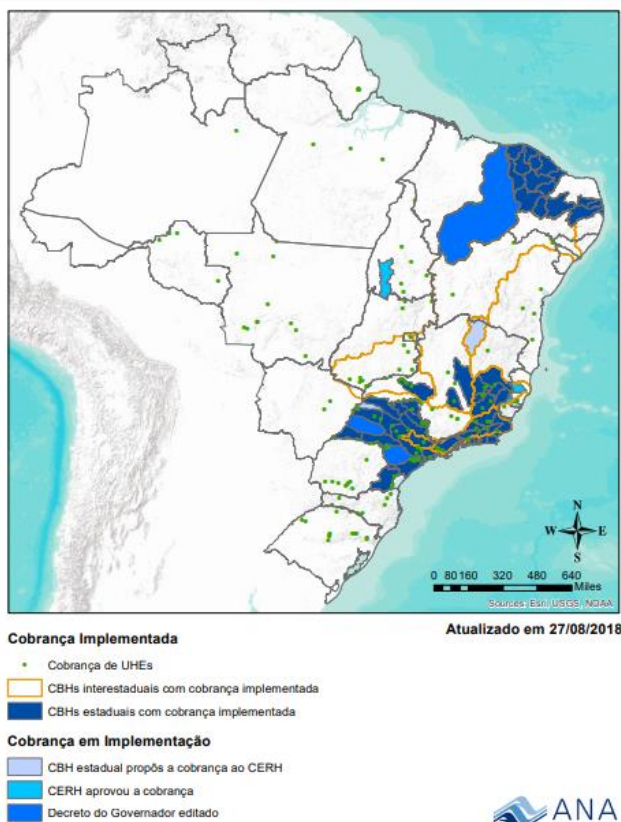 N
W E
S
0 80 160 320 480 640
Miles
Sources: Esri, USGS, NOAA
Atualizado em 27/08/2018
Cobrança Implementada
Cobrança de UHEs
CBHs interestaduais com cobrança implementada
CBHs estaduais com cobrança implementada
Cobrança em Implementação
CBH estadual propôs a cobrança ao CERH
CERH aprovou a cobrança
Decreto do Governador editado
ANA